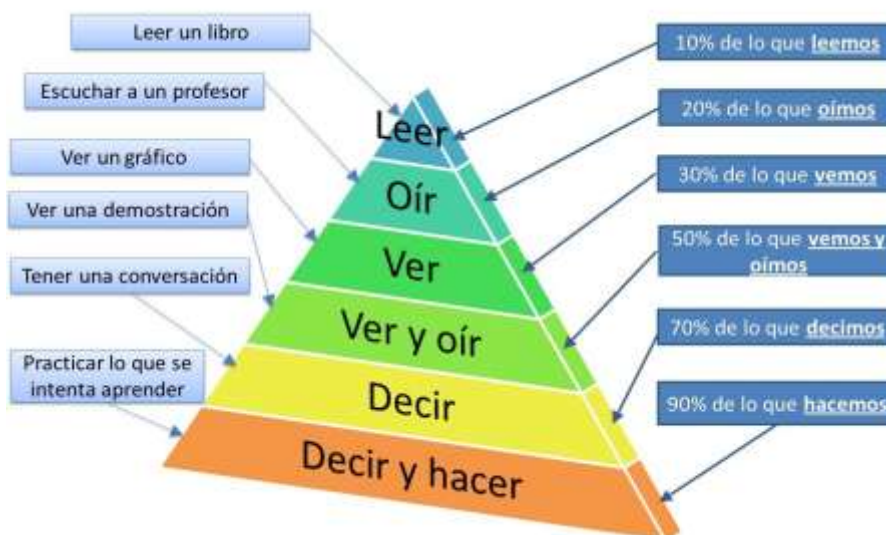 Leer un libro
Escuchar a un profesor
Ver un gráfico
Ver una demostración
Tener una conversación
Practicar lo que se
intenta aprender
Leer
Oír
Ver
Ver y oír
Decir
Decir y hacer
10% de lo que leemos
20% de lo que oímos
30% de lo que vemos
50% de lo que vemos y
oímos
70% de lo que decimos
90% de lo que hacemos